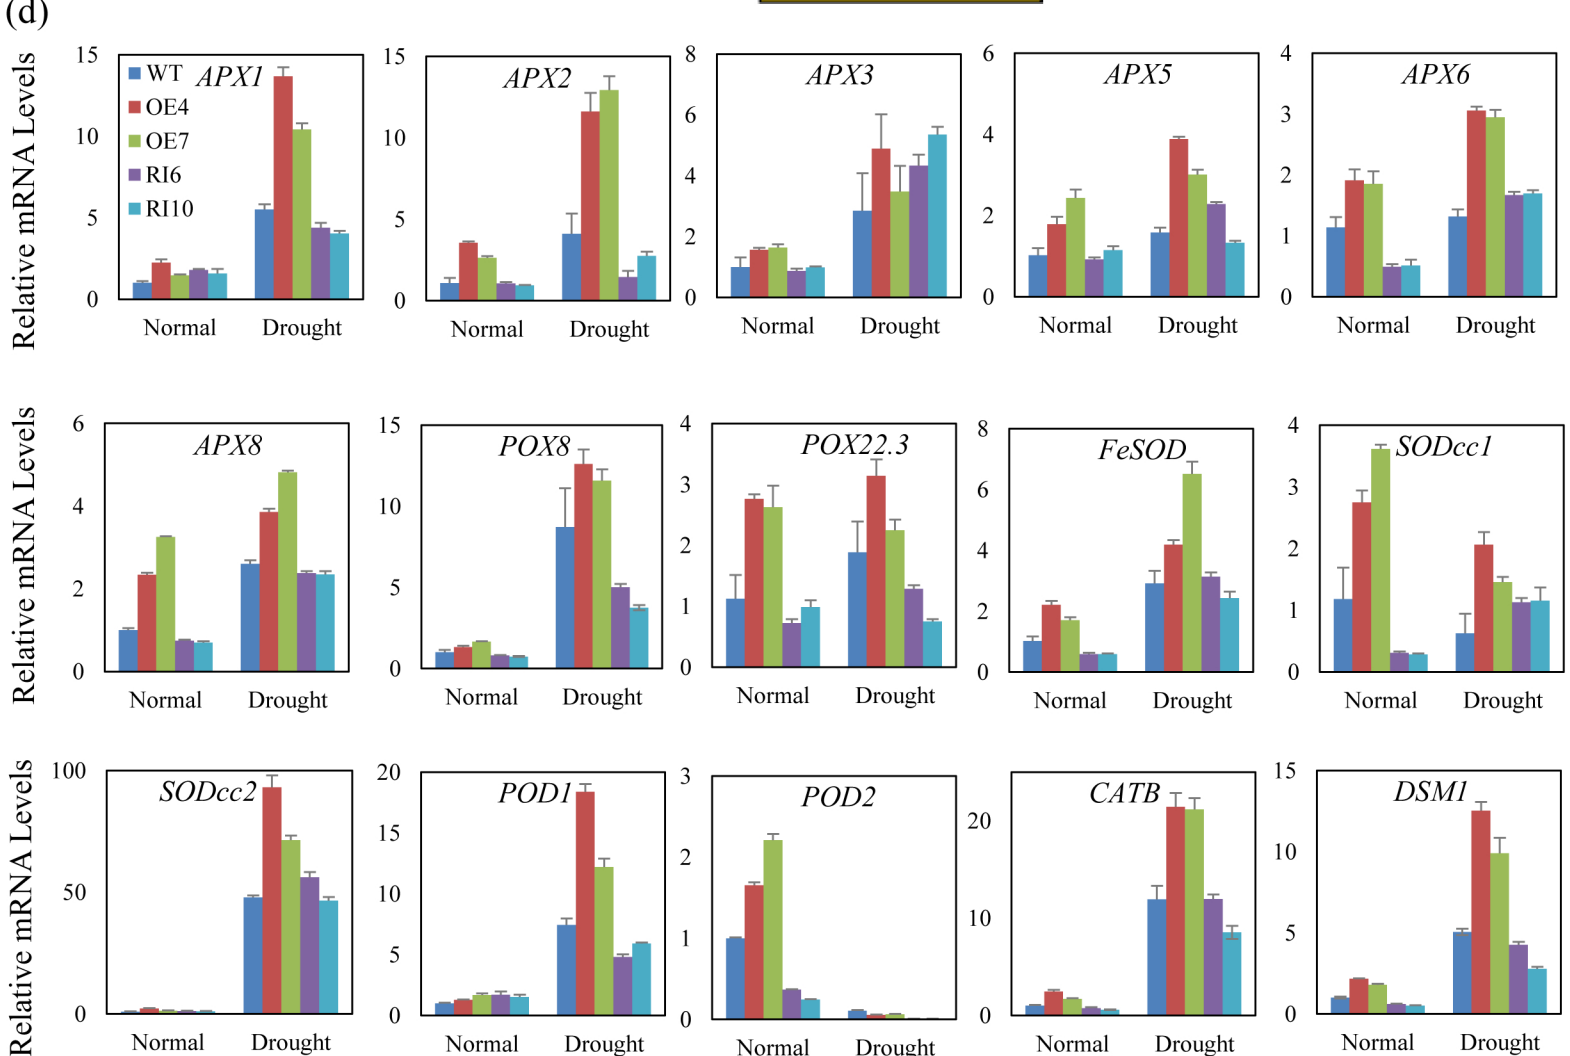 (d)
Relative mRNA Levels
15
10
5
0
APX1
WT
OE4
OE7
RI6
RI10
Normal Drought
15
10
5
0
APX2
Normal Drought
8
6
4
2
0
APX3
Normal Drought
6
4
2
0
APX5
Normal Drought
4
3
2
1
0
APX6
Normal Drought
Relative mRNA Levels
6
4
2
0
APX8
Normal Drought
15
10
5
0
POX8
Normal Drought
4
3
2
1
0
POX22.3
Normal Drought
8
6
4
2
0
FeSOD
Normal Drought
4
3
2
1
0
SODcc1
Normal Drought
Relative mRNA Levels
100
50
0
SODcc2
Normal Drought
20
15
10
5
0
POD1
Normal Drought
3
2
1
0
POD2
Normal Drought
20
10
0
CATB
Normal Drought
15
10
5
0
DSM1
Normal Drought